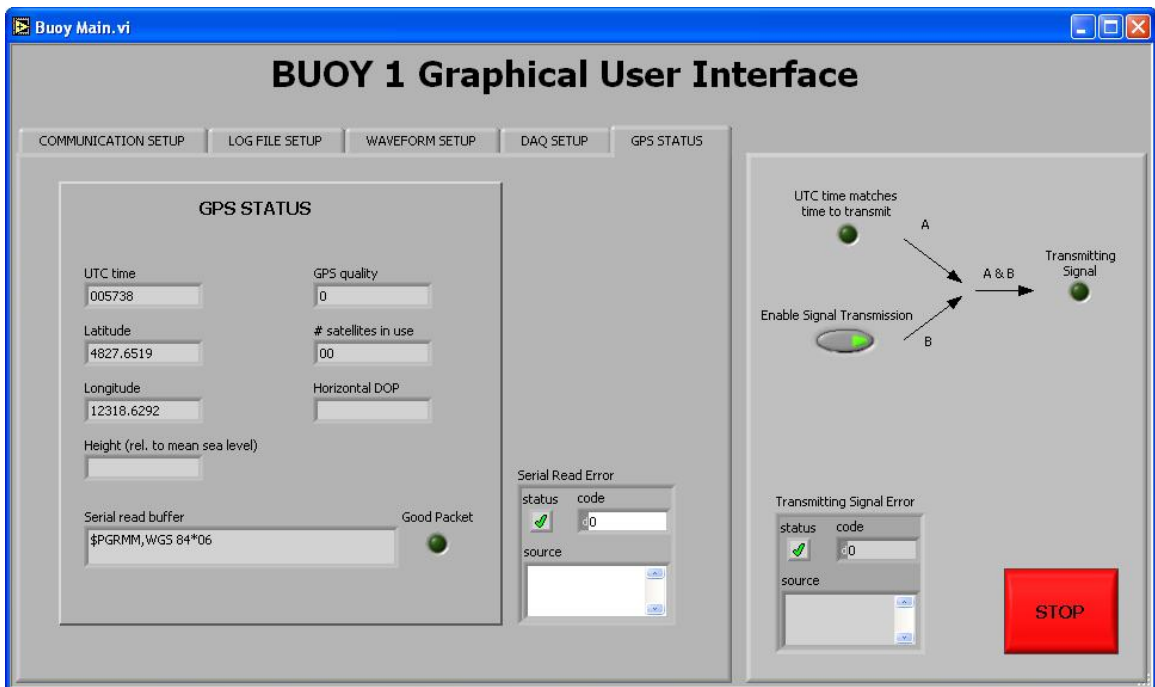 Buoy Main.vi
BUOY 1 Graphical User Interface
COMMUNICATION SETUP
LOG FILE SETUP
WAVEFORM SETUP
DAQ SETUP
GPS STATUS
GPS STATUS
UTC time
005738
GPS quality
0
Latitude
4827.6519
# satellites in use
00
Longitude
12318.6292
Horizontal DOP
Height (rel. to mean sea level)
Serial read buffer
$PGRMM,WGS 84*06
Good Packet
Serial Read Error
status
code
d0
source
UTC time matches
time to transmit
A
Transmitting
Signal
A & B
Enable Signal Transmission
B
Transmitting Signal Error
status
code
d0
source
STOP